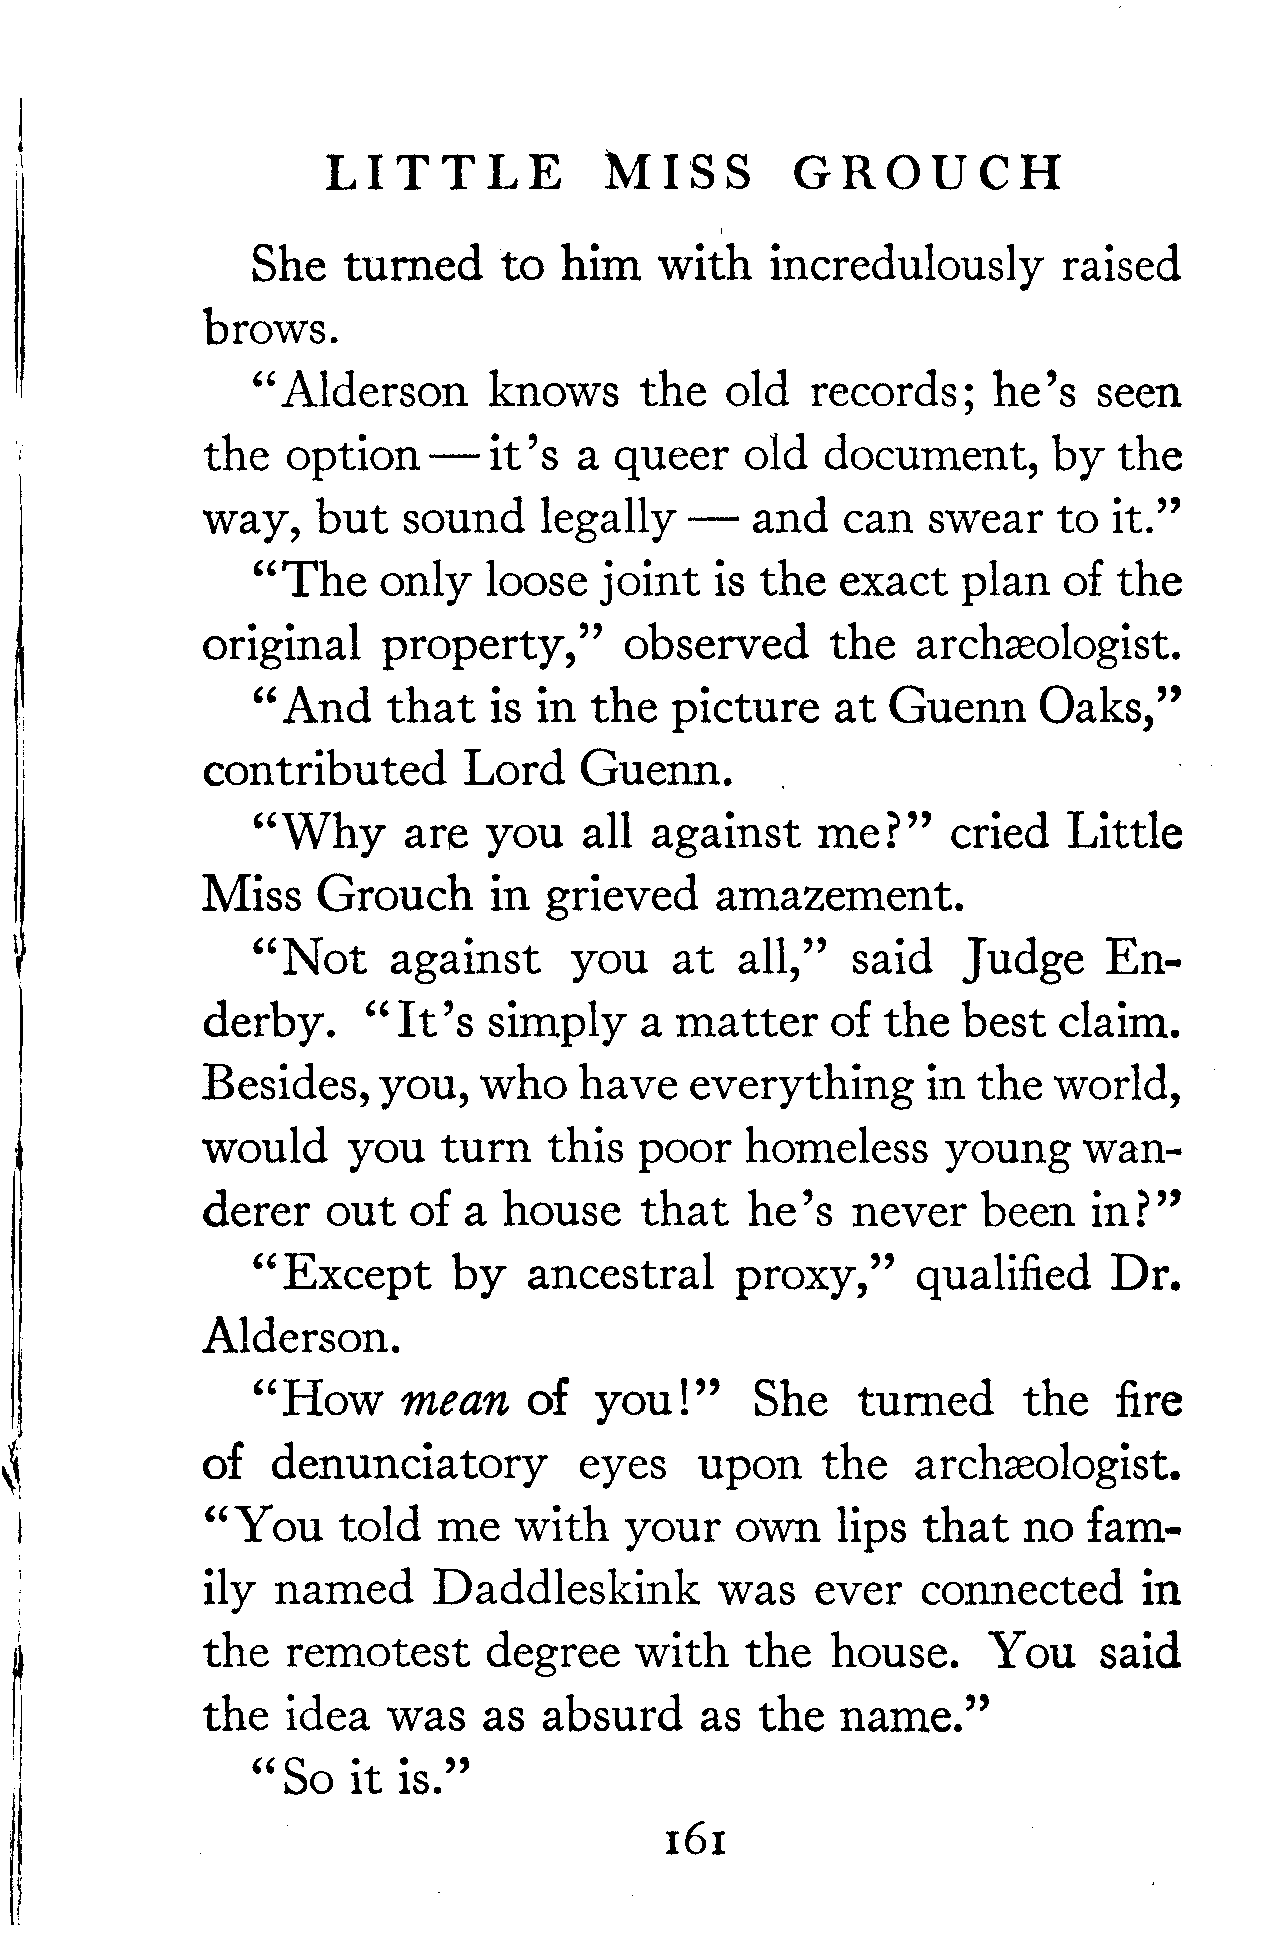 LITTLE MISS GROUCH
She turned to him with incredulously raised
brows.
“Alderson knows the old records; he’s seen
the option — it’s a queer old document, by the
way, but sound legally — and can swear to it.”
“The only loose joint is the exact plan of the
original property,” observed the archæologist.
“And that is in the picture at Guenn Oaks,”
contributed Lord Guenn.
“Why are you all against me?” cried Little
Miss Grouch in grieved amazement.
“Not against you at all,” said Judge En-
derby. “It’s simply a matter of the best claim.
Besides, you, who have everything in the world,
would you turn this poor homeless young wan-
derer out of a house that he’s never been in?”
“Except by ancestral proxy,” qualified Dr.
Alderson.
“How mean of you!” She turned the fire
of denunciatory eyes upon the archæologist.
“You told me with your own lips that no fam-
ily named Daddleskink was ever connected in
the remotest degree with the house. You said
the idea was as absurd as the name.”
“So it is.”
161